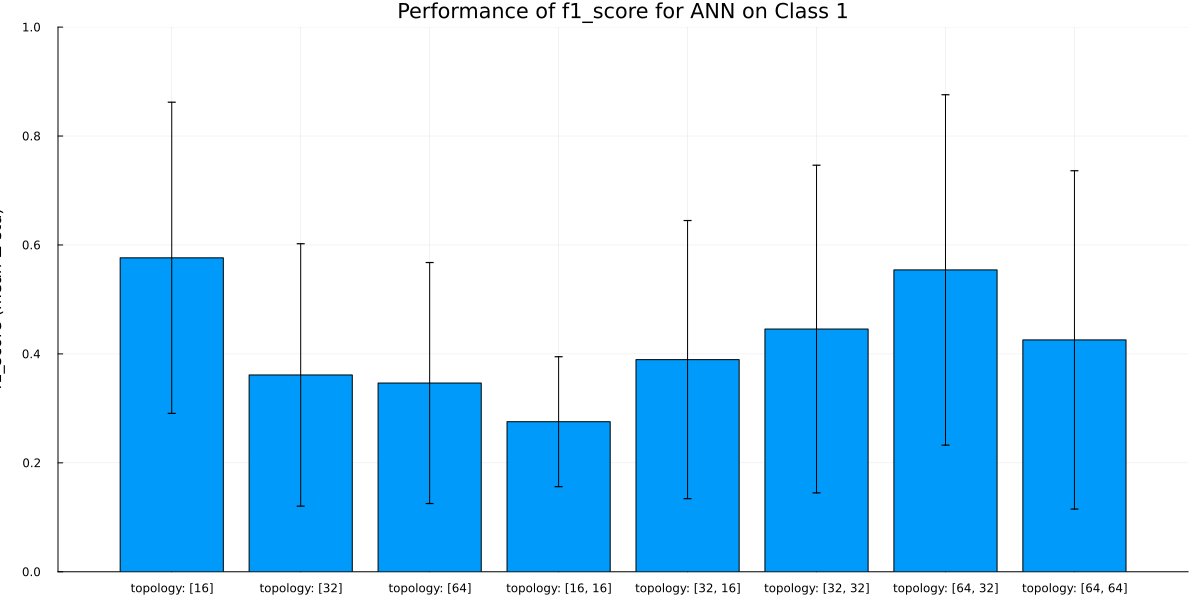 Performance of f1_score for ANN on Class 1
1.0
0.8
0.6
0.4
0.2
0.0
topology: [16]
topology: [32]
topology: [64]
topology: [16, 16]
topology: [32, 16]
topology: [32, 32]
topology: [64, 32]
topology: [64, 64]